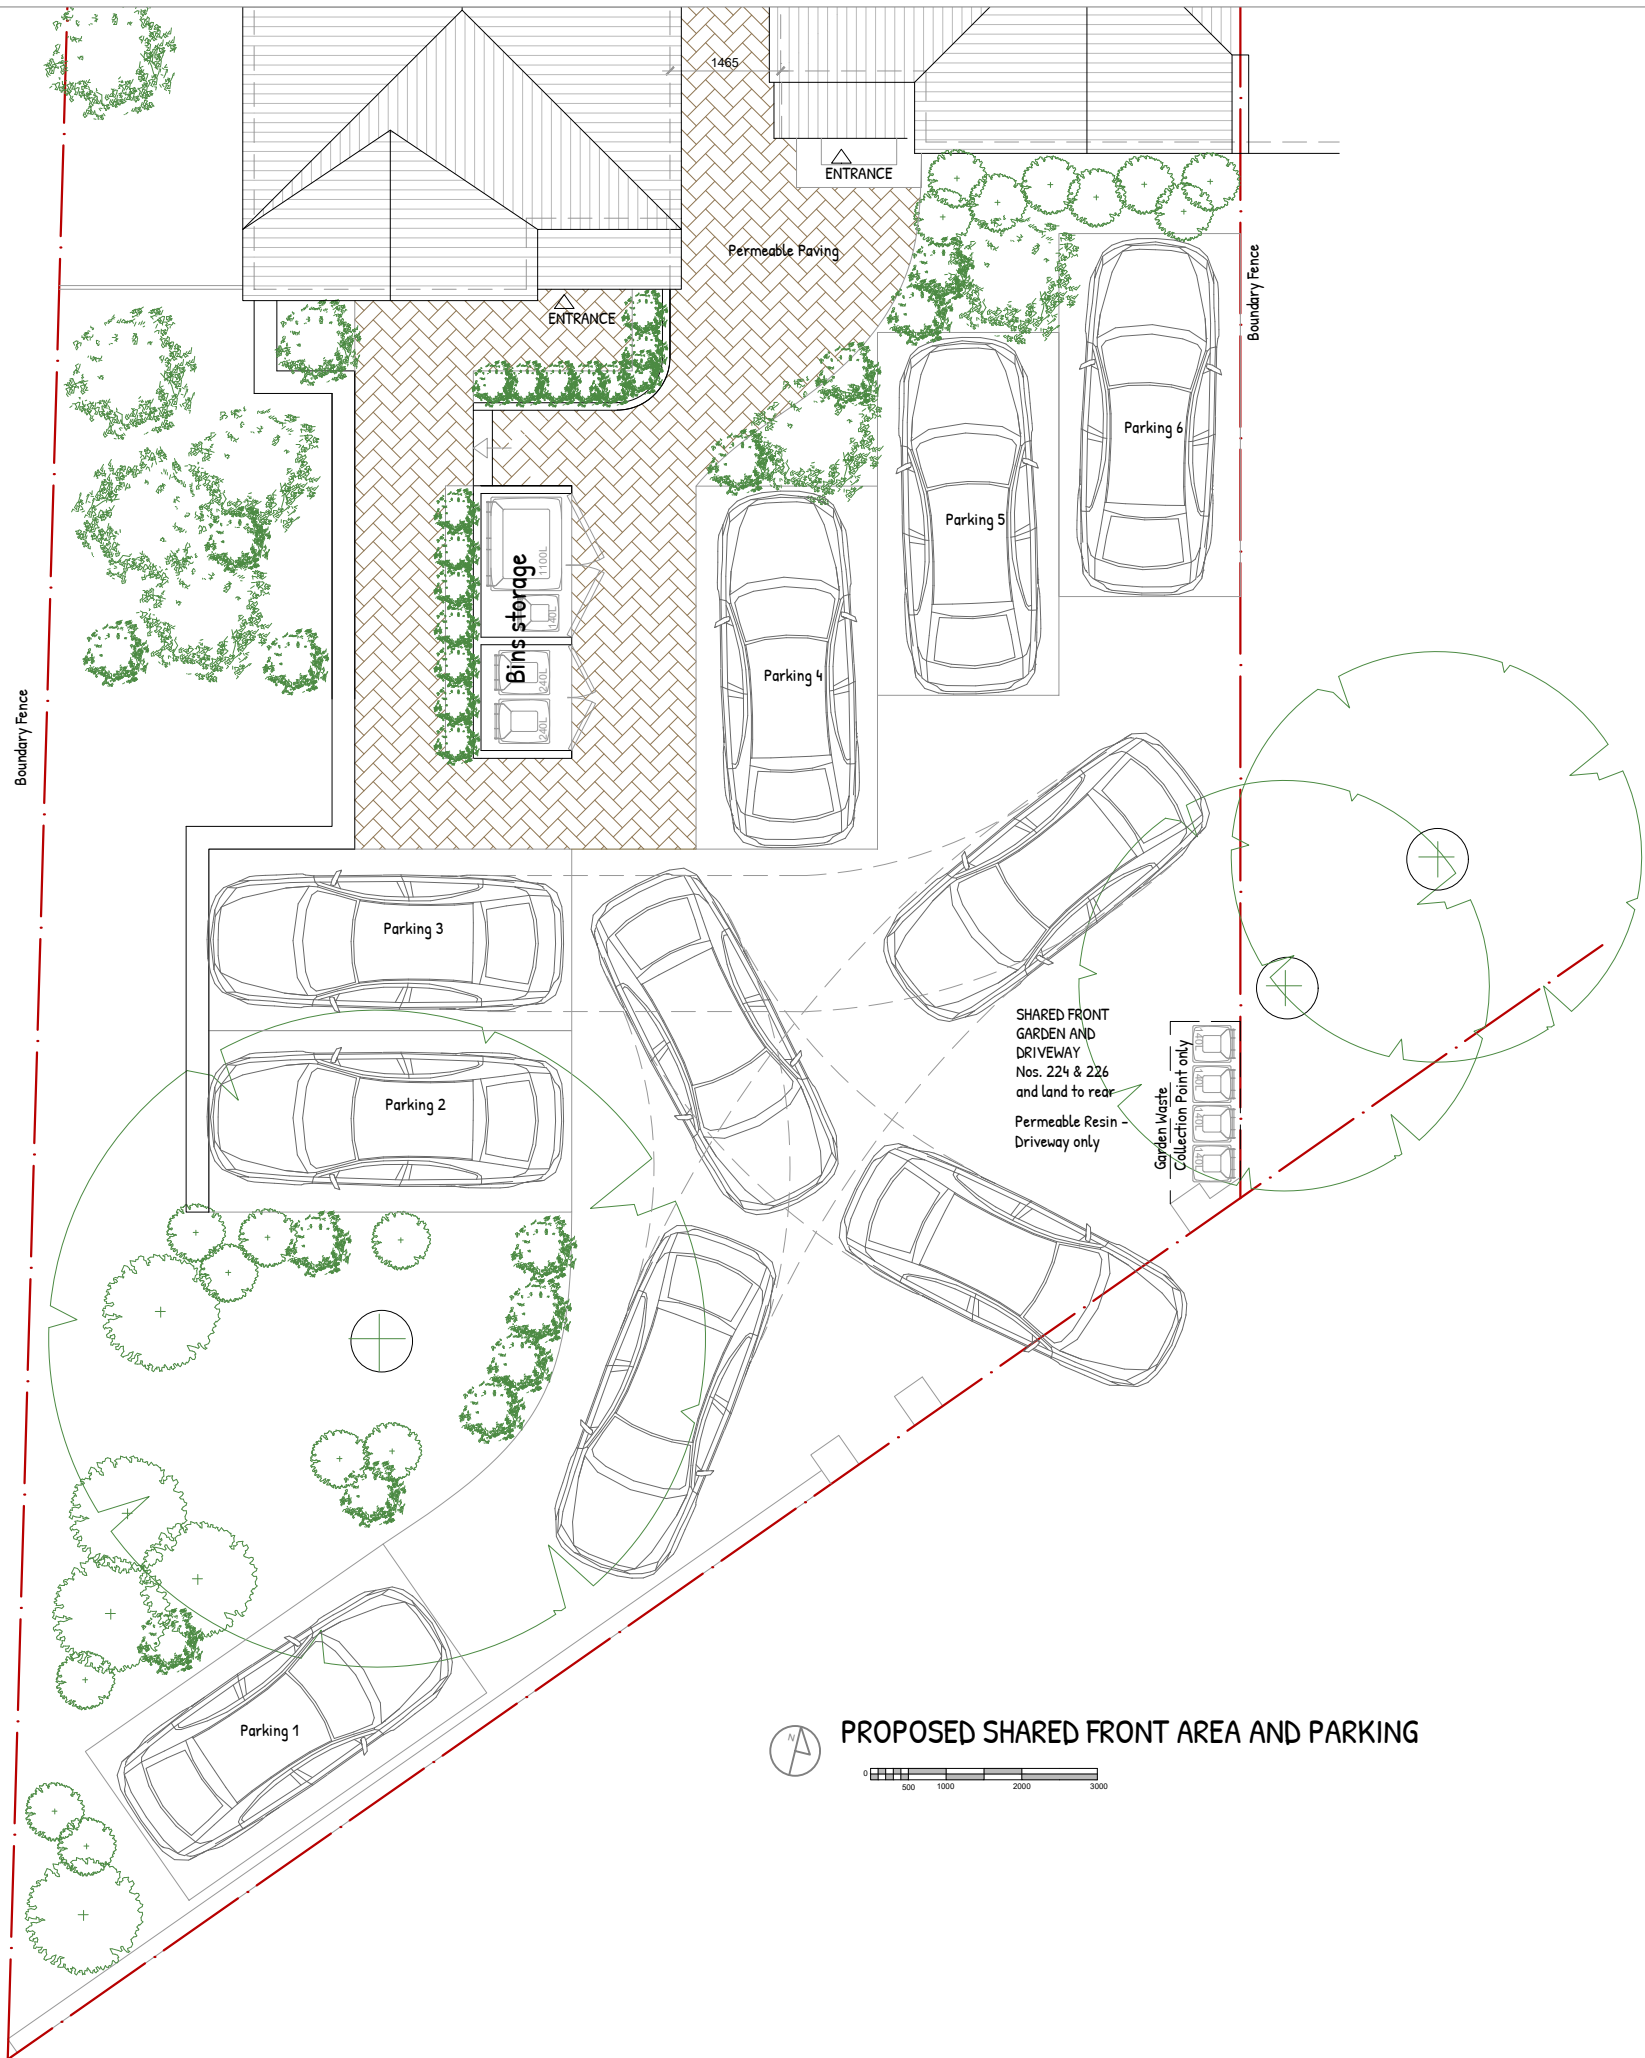 1465
ENTRANCE
Permeable Paving
Boundary Fence
ENTRANCE
Parking 6
Parking 5
Bins storage
1100L
140L
240L
240L
Parking 4
Boundary Fence
Parking 3
SHARED FRONT
GARDEN AND
DRIVEWAY
Nos. 224 & 226
and land to rear
Permeable Resin -
Driveway only
Garden Waste
Collection Point only
140L
140L
140L
140L
Parking 2
Parking 1
N
PROPOSED SHARED FRONT AREA AND PARKING
0
500
1000
2000
3000